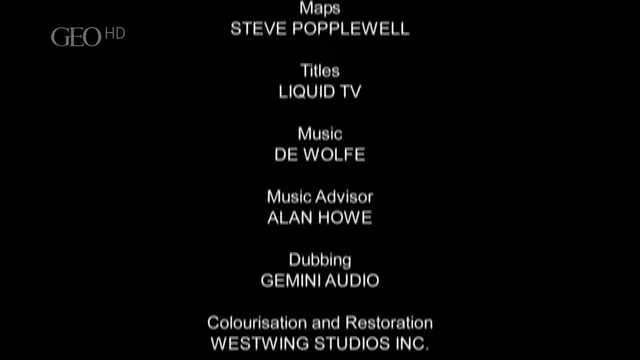 GEO HD
Maps
STEVE POPPLEWELL
Titles
LIQUID TV
Music
DE WOLFE
Music Advisor
ALAN HOWE
Dubbing
GEMINI AUDIO
Colourisation and Restoration
WESTWING STUDIOS INC.